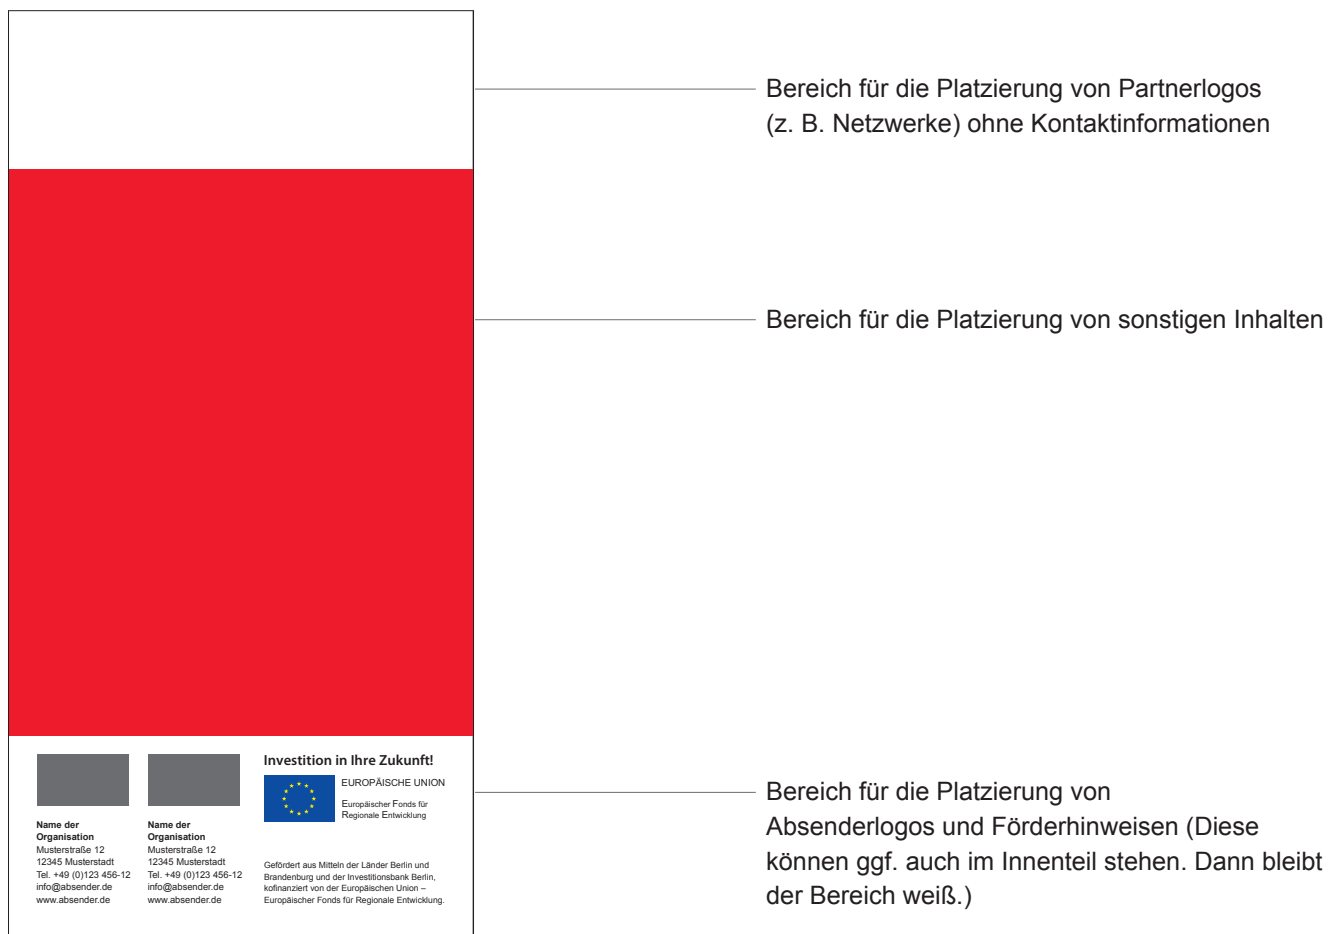 Bereich für die Platzierung von Partnerlogos
(z. B. Netzwerke) ohne Kontaktinformationen
Bereich für die Platzierung von sonstigen Inhalten
Bereich für die Platzierung von
Absenderlogos und Förderhinweisen (Diese
können ggf. auch im Innenteil stehen. Dann bleibt
der Bereich weiß.)
Name der
Organisation
Musterstraße 12
12345 Musterstadt
Tel. +49 (0)123 456-12
info@absender.de
www.absender.de
Name der
Organisation
Musterstraße 12
12345 Musterstadt
Tel. +49 (0)123 456-12
info@absender.de
www.absender.de
Investition in Ihre Zukunft!
EUROPÄISCHE UNION
Europäischer Fonds für
Regionale Entwicklung
Gefördert aus Mitteln der Länder Berlin und
Brandenburg und der Investitionsbank Berlin,
kofinanziert von der Europäischen Union –
Europäischer Fonds für Regionale Entwicklung.